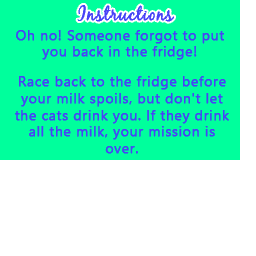 Instructions
Oh no! Someone forgot to put
you back in the fridge!
Race back to the fridge before
your milk spoils, but don't let
the cats drink you. If they drink
all the milk, your mission is
over.